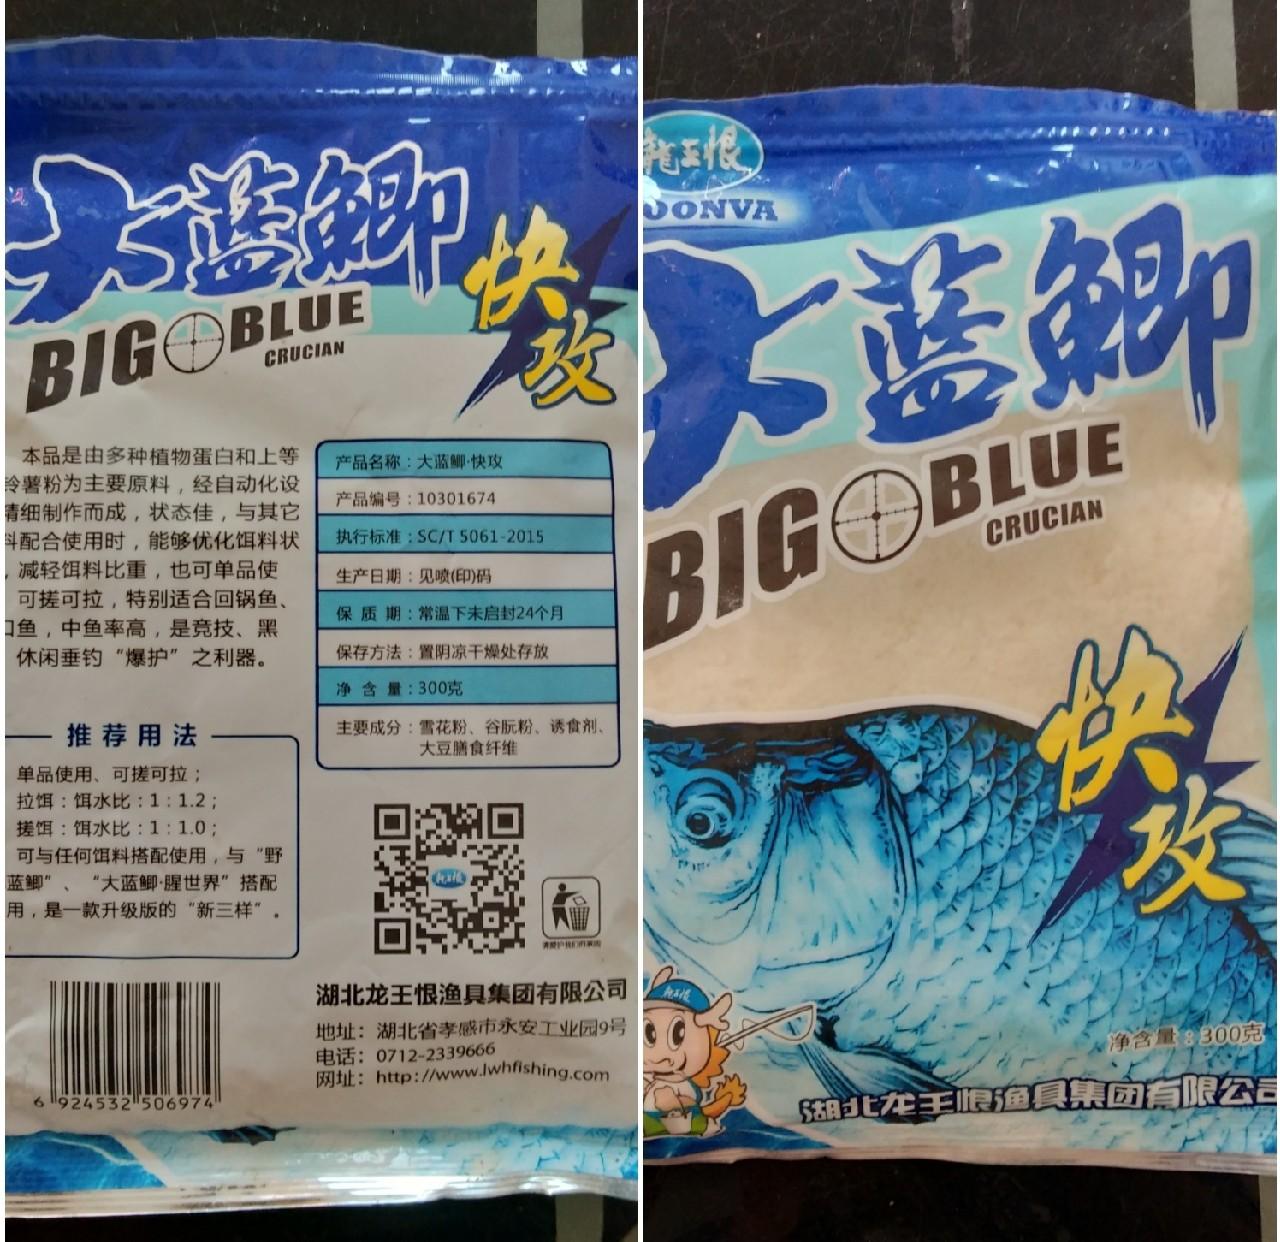 大蓝鲫
快攻
BIG BLUE
CRUCIAN
本品是由多种植物蛋白和上等
铃薯粉为主要原料，经自动化设
精细制作而成，状态佳，与其它
料配合使用时，能够优化饵料状
，减轻饵料比重，也可单品使
可搓可拉，特别适合回锅鱼、
口鱼，中鱼率高，是竞技、黑
休闲垂钓“爆护”之利器。
推荐用法
单品使用、可搓可拉；
拉饵：饵水比：1：1.2；
搓饵：饵水比：1：1.0；
可与任何饵料搭配使用，与“野
蓝鲫”、“大蓝鲫·腥世界”搭配
用，是一款升级版的“新三样”。
产品名称：大蓝鲫·快攻
产品编号：10301674
执行标准：SC/T 5061-2015
生产日期：见喷(印)码
保 质 期：常温下未启封24个月
保存方法：置阴凉干燥处存放
净 含 量：300克
主要成分：雪花粉、谷朊粉、诱食剂、
大豆膳食纤维
龙王恨
6 924532 506974
湖北龙王恨渔具集团有限公司
地址：湖北省孝感市永安工业园9号
电话：0712-2339666
网址：http://www.lwhfishing.com
龍王恨
OONVA
大蓝鲫
BIG BLUE
CRUCIAN
快攻
龙王恨
净含量：300克
湖北龙王恨渔具集团有限公司